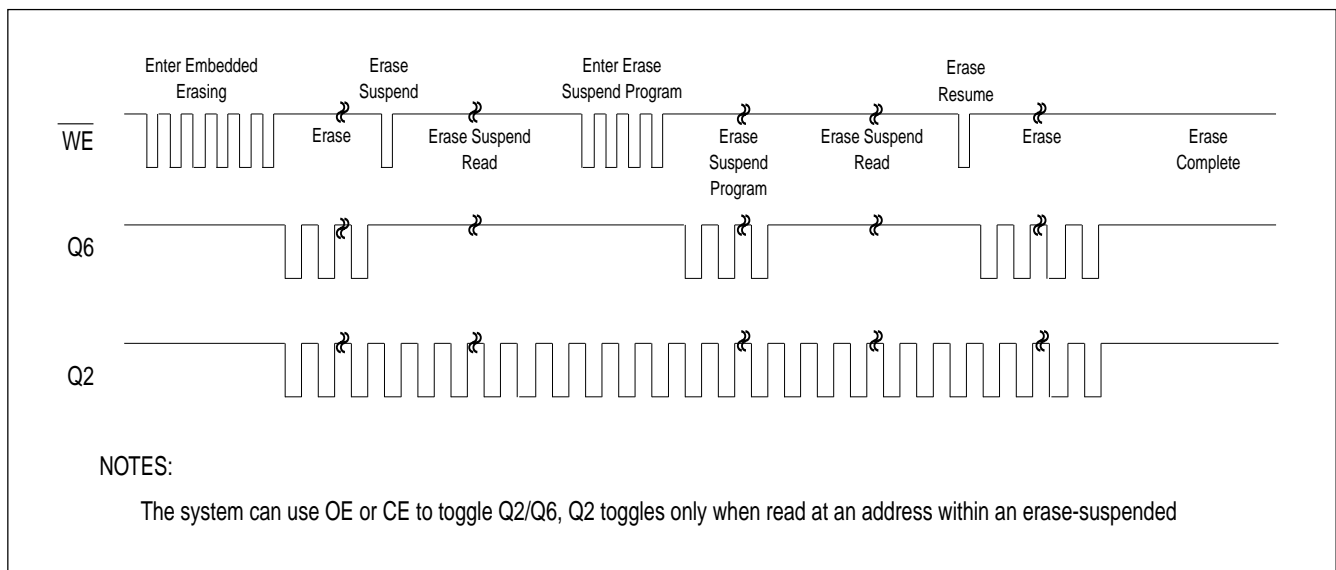 Enter Embedded
Erasing
Erase
Suspend
Enter Erase
Suspend Program
Erase
Resume
WE
Erase
Erase Suspend
Read
Erase
Suspend
Program
Erase Suspend
Read
Erase
Erase
Complete
Q6
Q2
NOTES:
The system can use OE or CE to toggle Q2/Q6, Q2 toggles only when read at an address within an erase-suspended